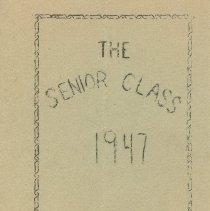 THE
SENIOR CLASS
1947